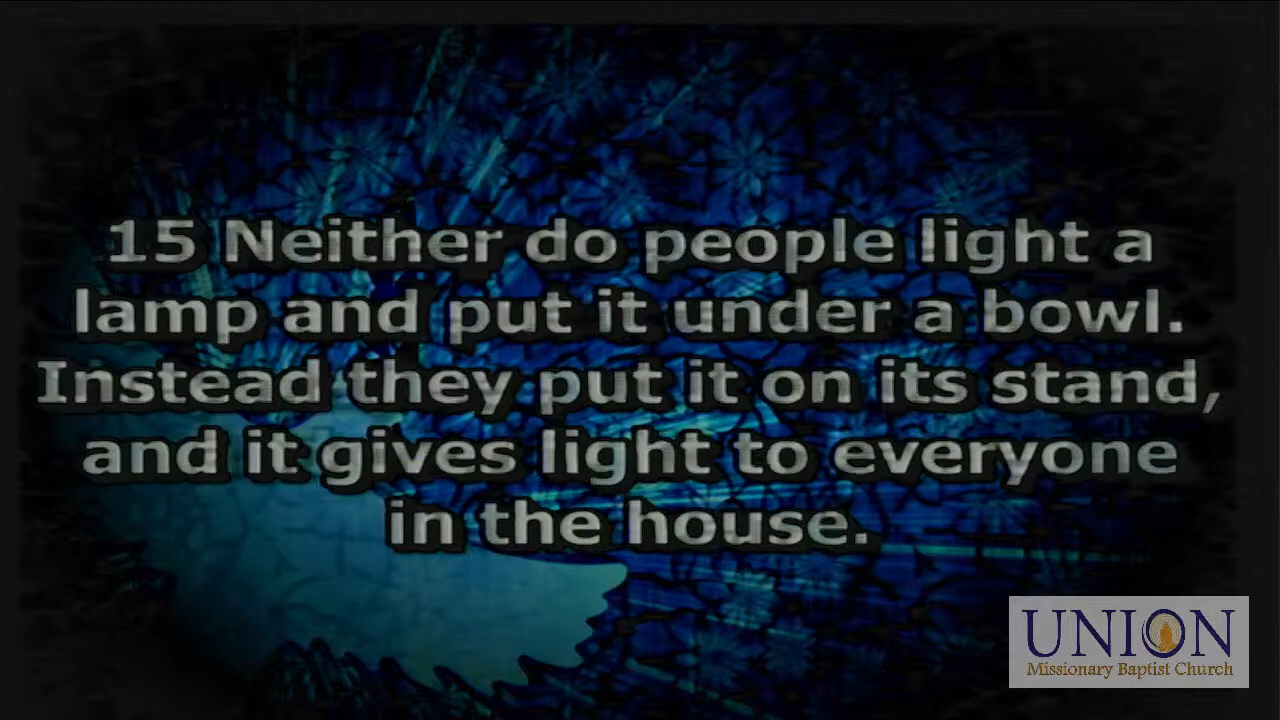 15 Neither do people light a
lamp and put it under a bowl.
Instead they put it on its stand,
and it gives light to everyone
in the house.
UNION
Missionary Baptist Church